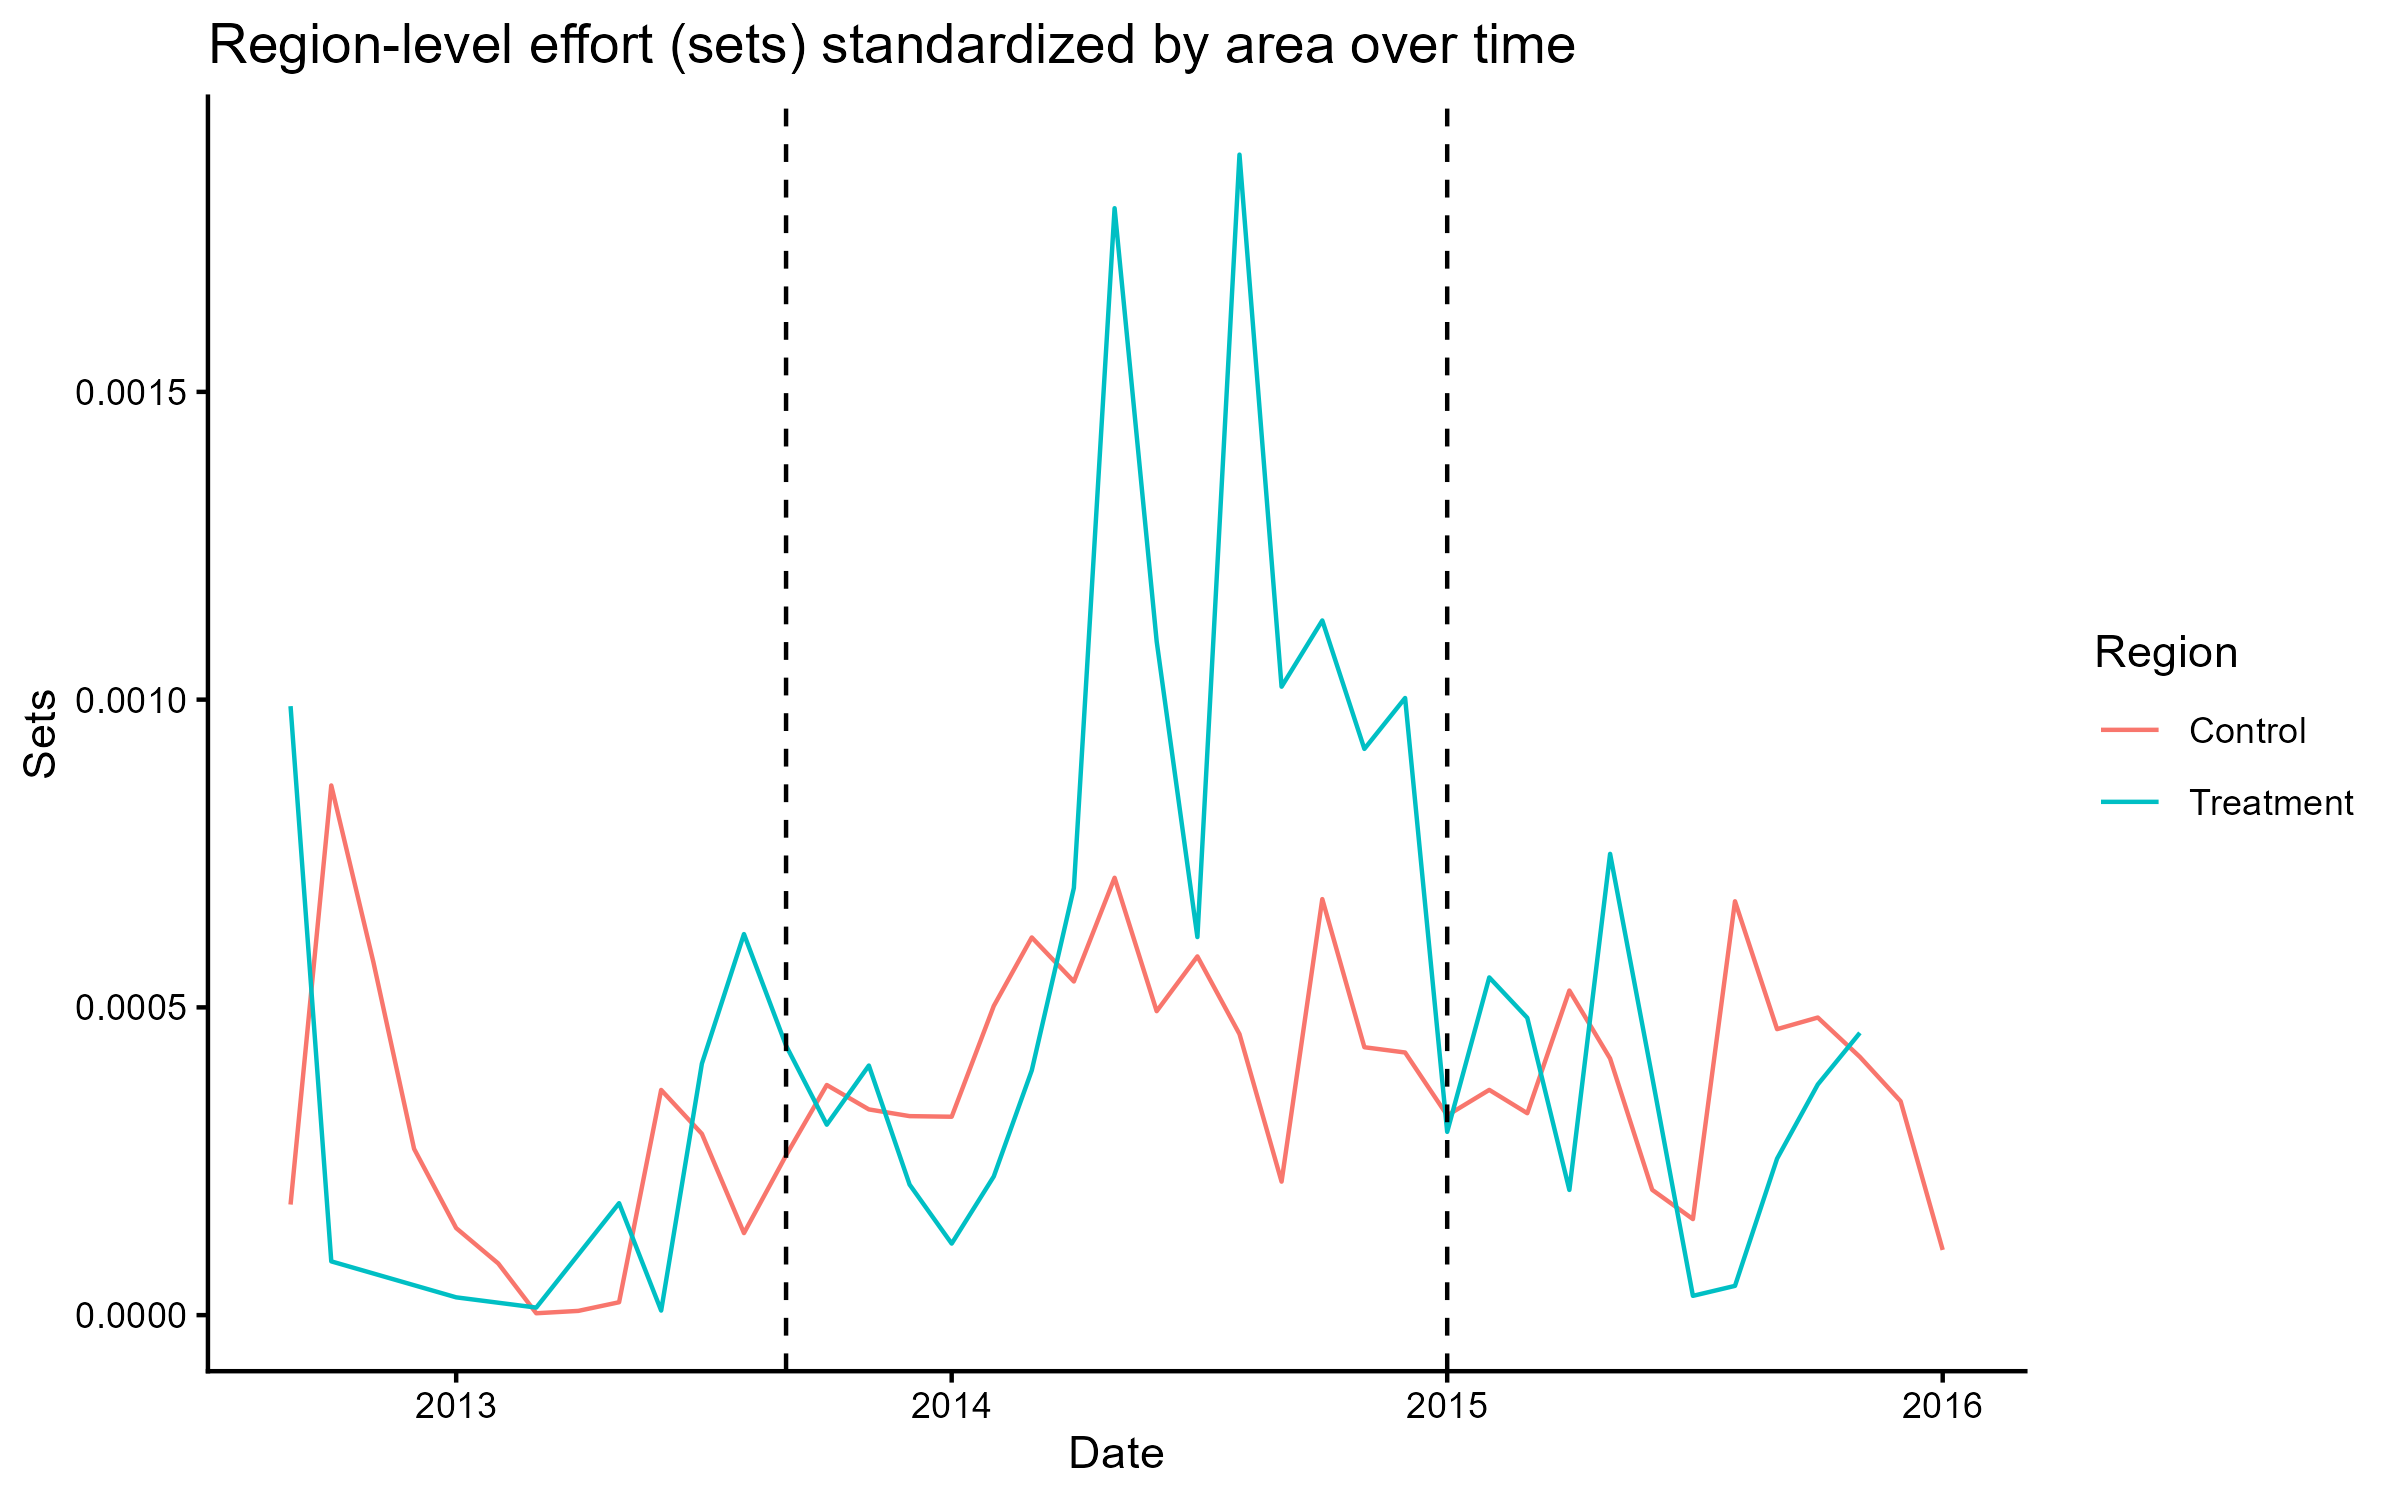 Region-level effort (sets) standardized by area over time
Sets
0.0015
0.0010
0.0005
0.0000
2013 2014 2015 2016
Date
Region
Control
Treatment